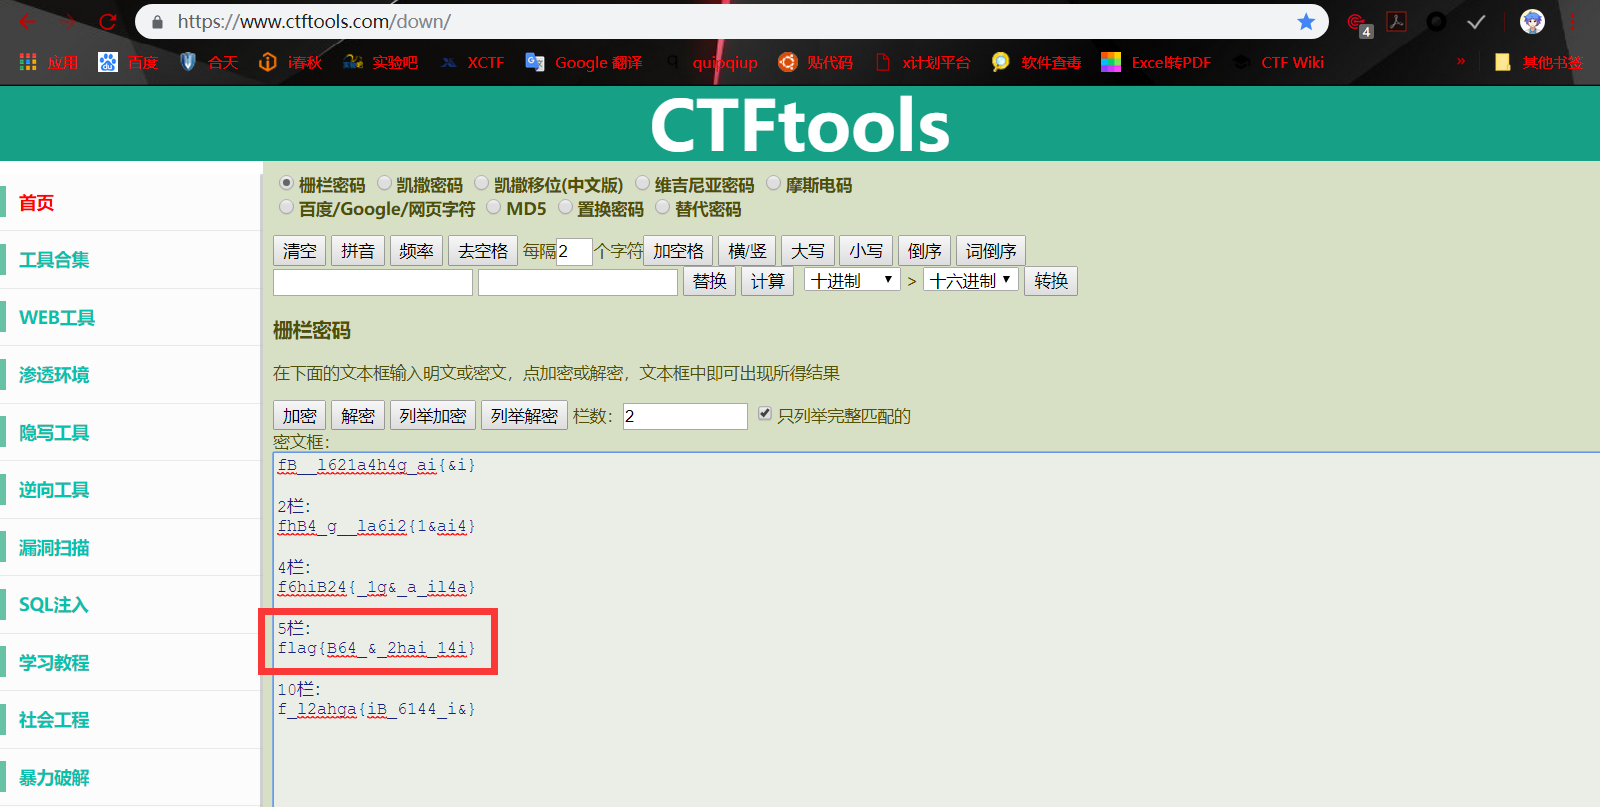 https://www.ctftools.com/down/
4
应用 百度 合天 i春秋 实验吧 XCTF Google 翻译 quipqiup 贴代码 x计划平台 软件查毒 Excel转PDF CTF Wiki » 其他书签
CTFtools
首页
工具合集
WEB工具
渗透环境
隐写工具
逆向工具
漏洞扫描
SQL注入
学习教程
社会工程
暴力破解
栅栏密码 凯撒密码 凯撒移位(中文版) 维吉尼亚密码 摩斯电码
百度/Google/网页字符 MD5 置换密码 替代密码
清空 拼音 频率 去空格 每隔2个字符加空格 横/竖 大写 小写 倒序 词倒序
替换 计算 十进制 > 十六进制 转换
栅栏密码
在下面的文本框输入明文或密文，点加密或解密，文本框中即可出现所得结果
加密 解密 列举加密 列举解密 栏数: 2 只列举完整匹配的
密文框:
fB__l621a4h4g_ai{&i}
2栏:
fhB4_g__la6i2{1&ai4}
4栏:
f6hiB24{_1g&_a_il4a}
5栏:
flag{B64_&_2hai_14i}
10栏:
f_l2ahga{iB_6144_i&}